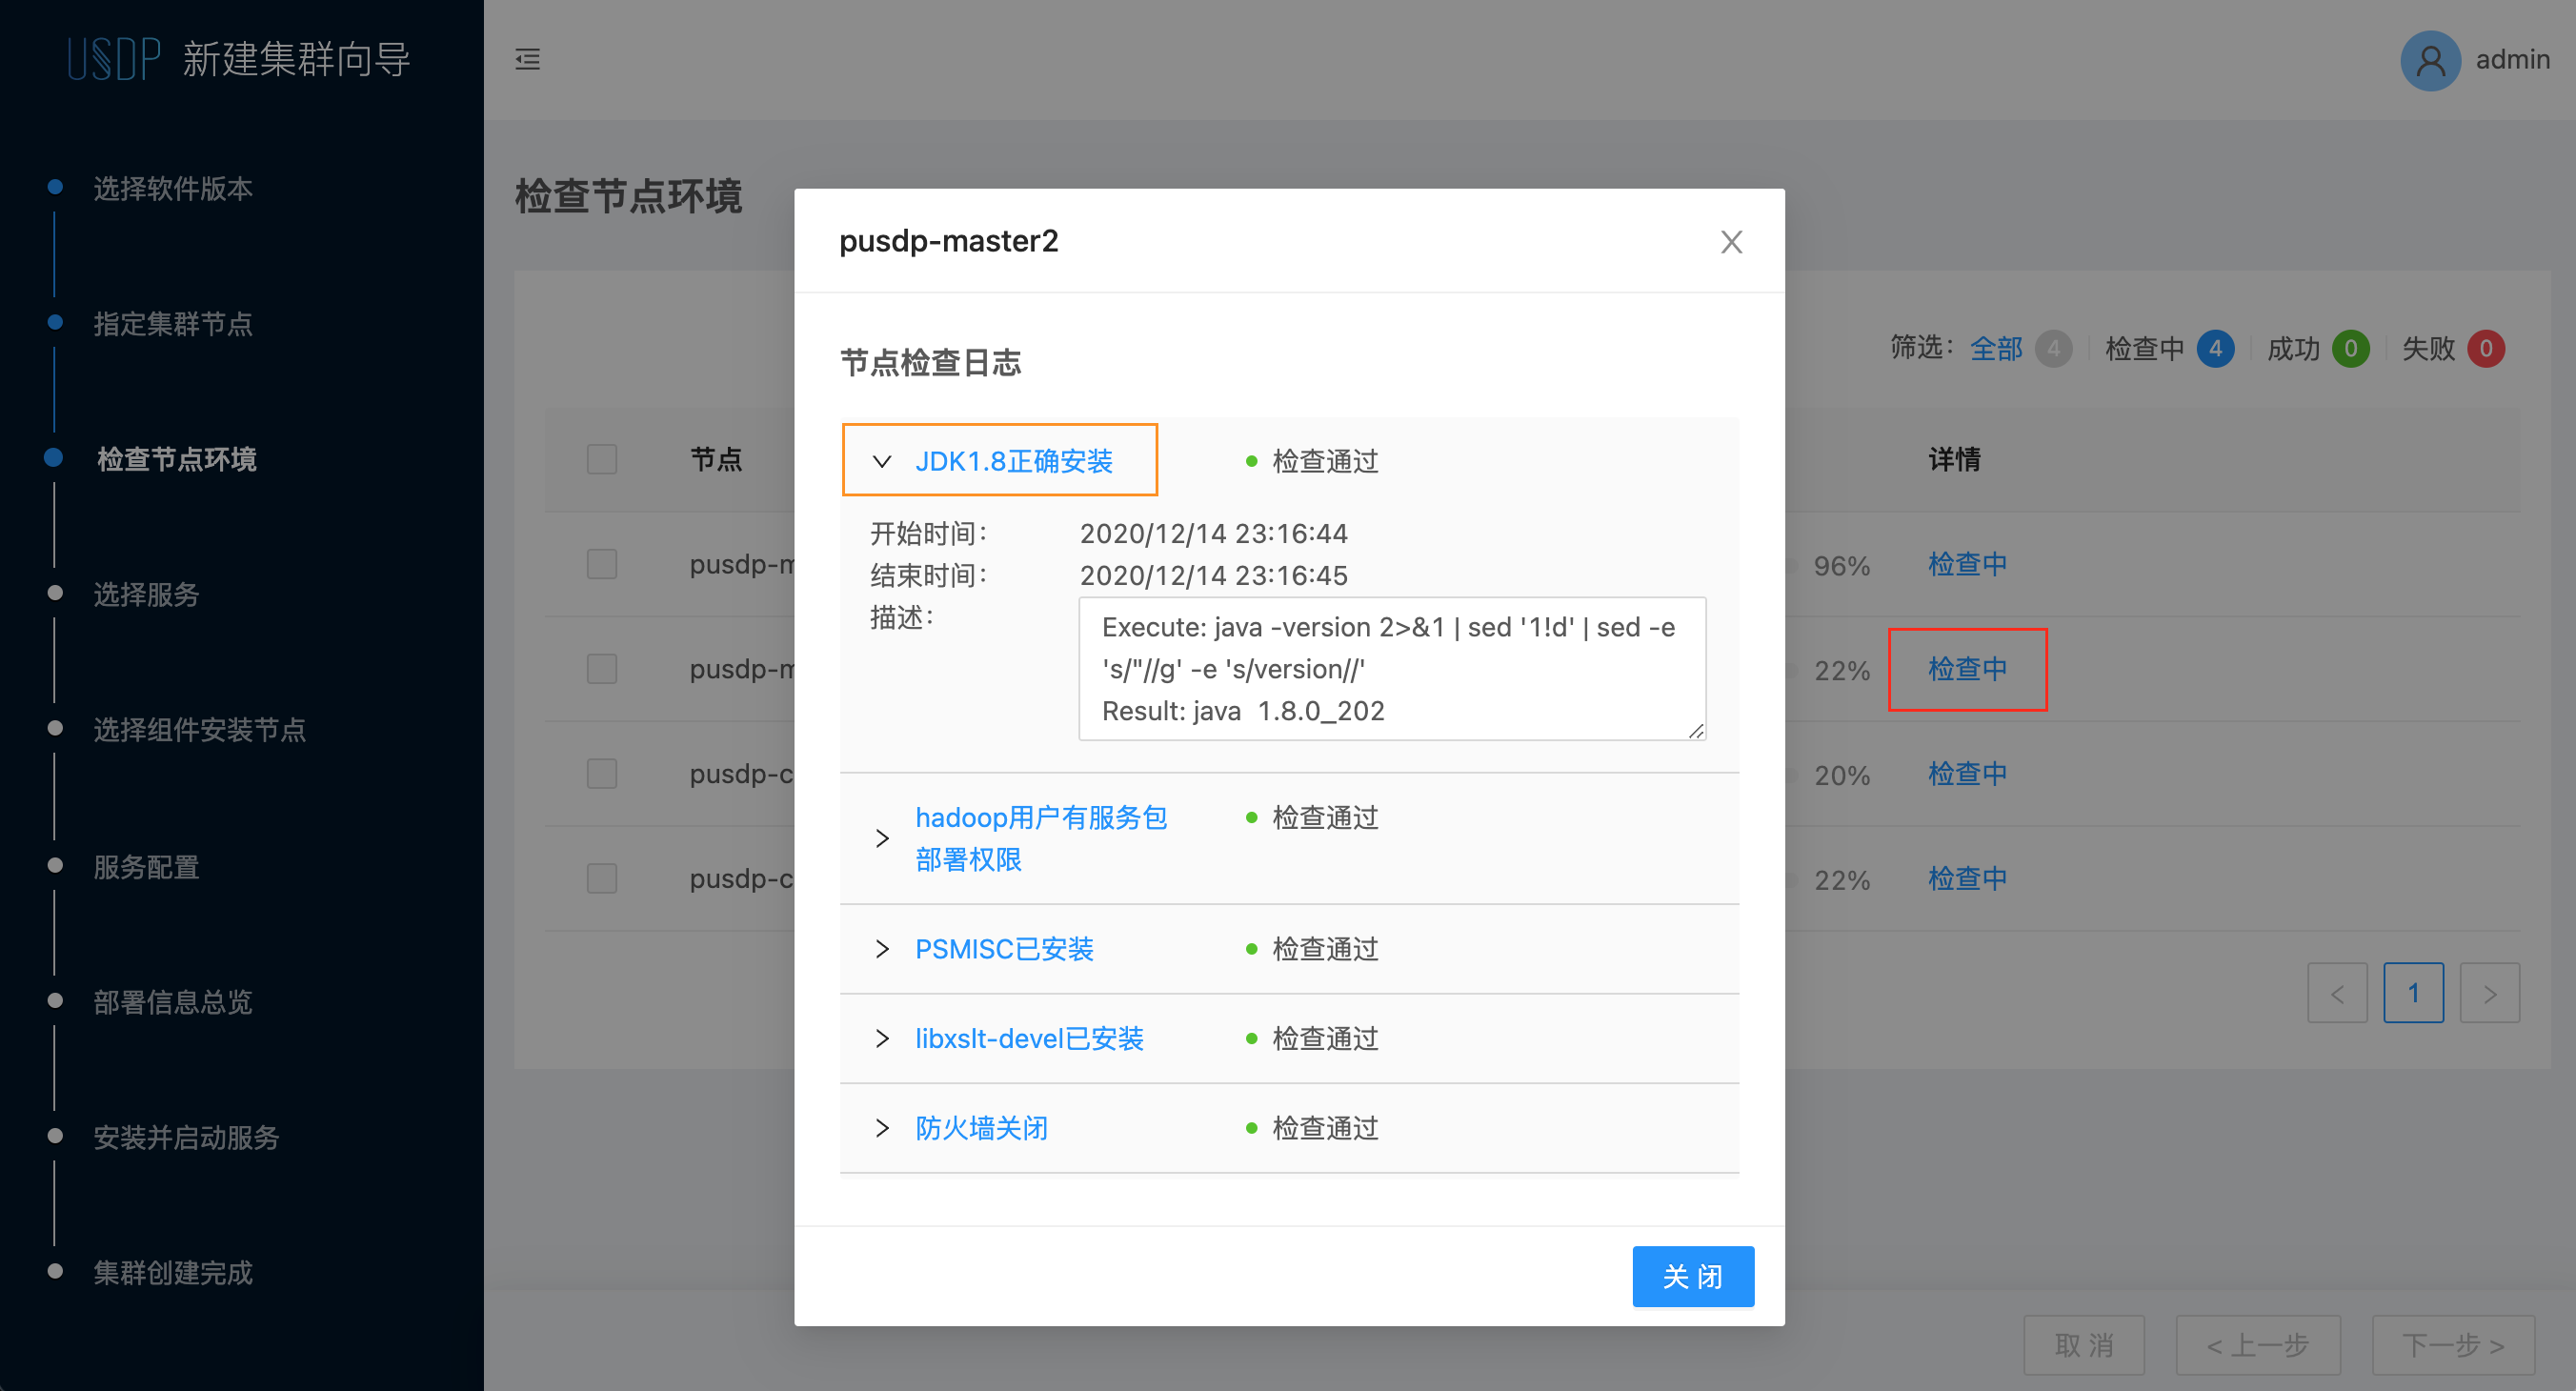 USDP 新建集群向导
admin
选择软件版本
指定集群节点
检查节点环境
选择服务
选择组件安装节点
服务配置
部署信息总览
安装并启动服务
集群创建完成
检查节点环境
筛选： 全部 4 检查中 4 成功 0 失败 0
节点 详情
pusdp-m 96% 检查中
pusdp-m 22% 检查中
pusdp-c 20% 检查中
pusdp-c 22% 检查中
< 1 >
pusdp-master2
节点检查日志
JDK1.8正确安装 检查通过
开始时间： 2020/12/14 23:16:44
结束时间： 2020/12/14 23:16:45
描述：
Execute: java -version 2>&1 | sed '1!d' | sed -e
's/"//g' -e 's/version//'
Result: java  1.8.0_202
hadoop用户有服务包 检查通过
部署权限
PSMISC已安装 检查通过
libxslt-devel已安装 检查通过
防火墙关闭 检查通过
关 闭
取 消 < 上一步 下一步 >